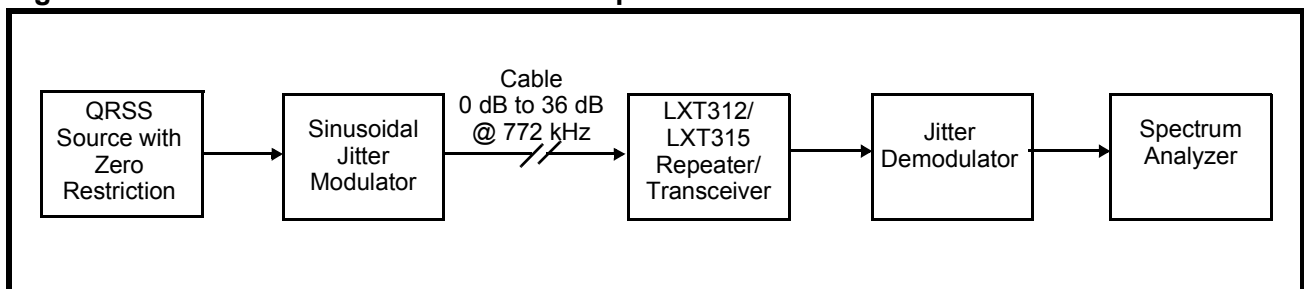 Cable
0 dB to 36 dB
@ 772 kHz
QRSS
Source with
Zero
Restriction
Sinusoidal
Jitter
Modulator
LXT312/
LXT315
Repeater/
Transceiver
Jitter
Demodulator
Spectrum
Analyzer